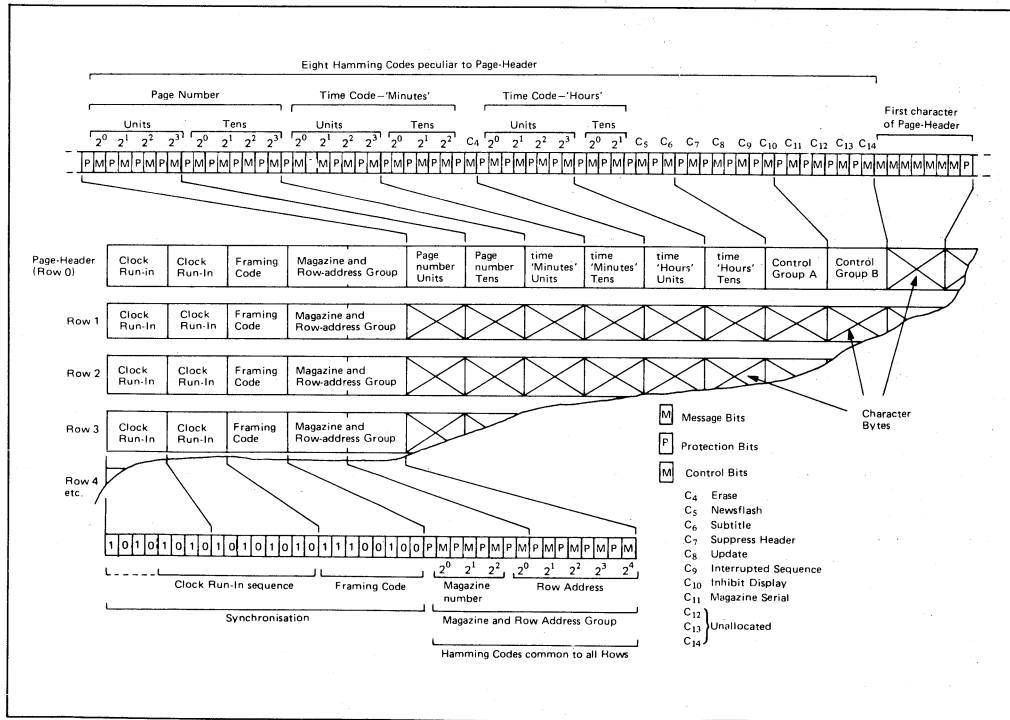 Eight Hamming Codes peculiar to Page-Header
Page Number Time Code–'Minutes' Time Code–'Hours' First character of Page-Header
Units Tens Units Tens Units Tens
2⁰ 2¹ 2² 2³ 2⁰ 2¹ 2² 2³ 2⁰ 2¹ 2² 2³ 2⁰ 2¹ 2² C₄ 2⁰ 2¹ 2² 2³ 2⁰ 2¹ C₅ C₆ C₇ C₈ C₉ C₁₀ C₁₁ C₁₂ C₁₃ C₁₄
P M P M P M P M P M P M P M P M P M M P M P M P M P M P M P M P M P M P M P M P M P M P M P M P M P M P M P M P M P M P M P M M M M M M M P
Page-Header (Row 0) Clock Run-in Clock Run-In Framing Code Magazine and Row-address Group Page number Units Page number Tens time 'Minutes' Units time 'Minutes' Tens time 'Hours' Units time 'Hours' Tens Control Group A Control Group B
Row 1 Clock Run-In Clock Run-In Framing Code Magazine and Row-address Group
Row 2 Clock Run-In Clock Run-In Framing Code Magazine and Row-address Group
Row 3 Clock Run-In Clock Run-In Framing Code Magazine and Row-address Group
Row 4 etc.
Character Bytes
M Message Bits
P Protection Bits
M Control Bits
C₄ Erase
C₅ Newsflash
C₆ Subtitle
C₇ Suppress Header
C₈ Update
C₉ Interrupted Sequence
C₁₀ Inhibit Display
C₁₁ Magazine Serial
C₁₂
C₁₃ Unallocated
C₁₄
1 0 1 0 1 0 1 0 1 0 1 0 1 0 1 0 1 1 1 0 0 1 0 0 P M P M P M P M P M P M P M P M
2⁰ 2¹ 2² 2⁰ 2¹ 2² 2³ 2⁴
Clock Run-In sequence Framing Code Magazine number Row Address
Synchronisation Magazine and Row Address Group
Hamming Codes common to all Rows